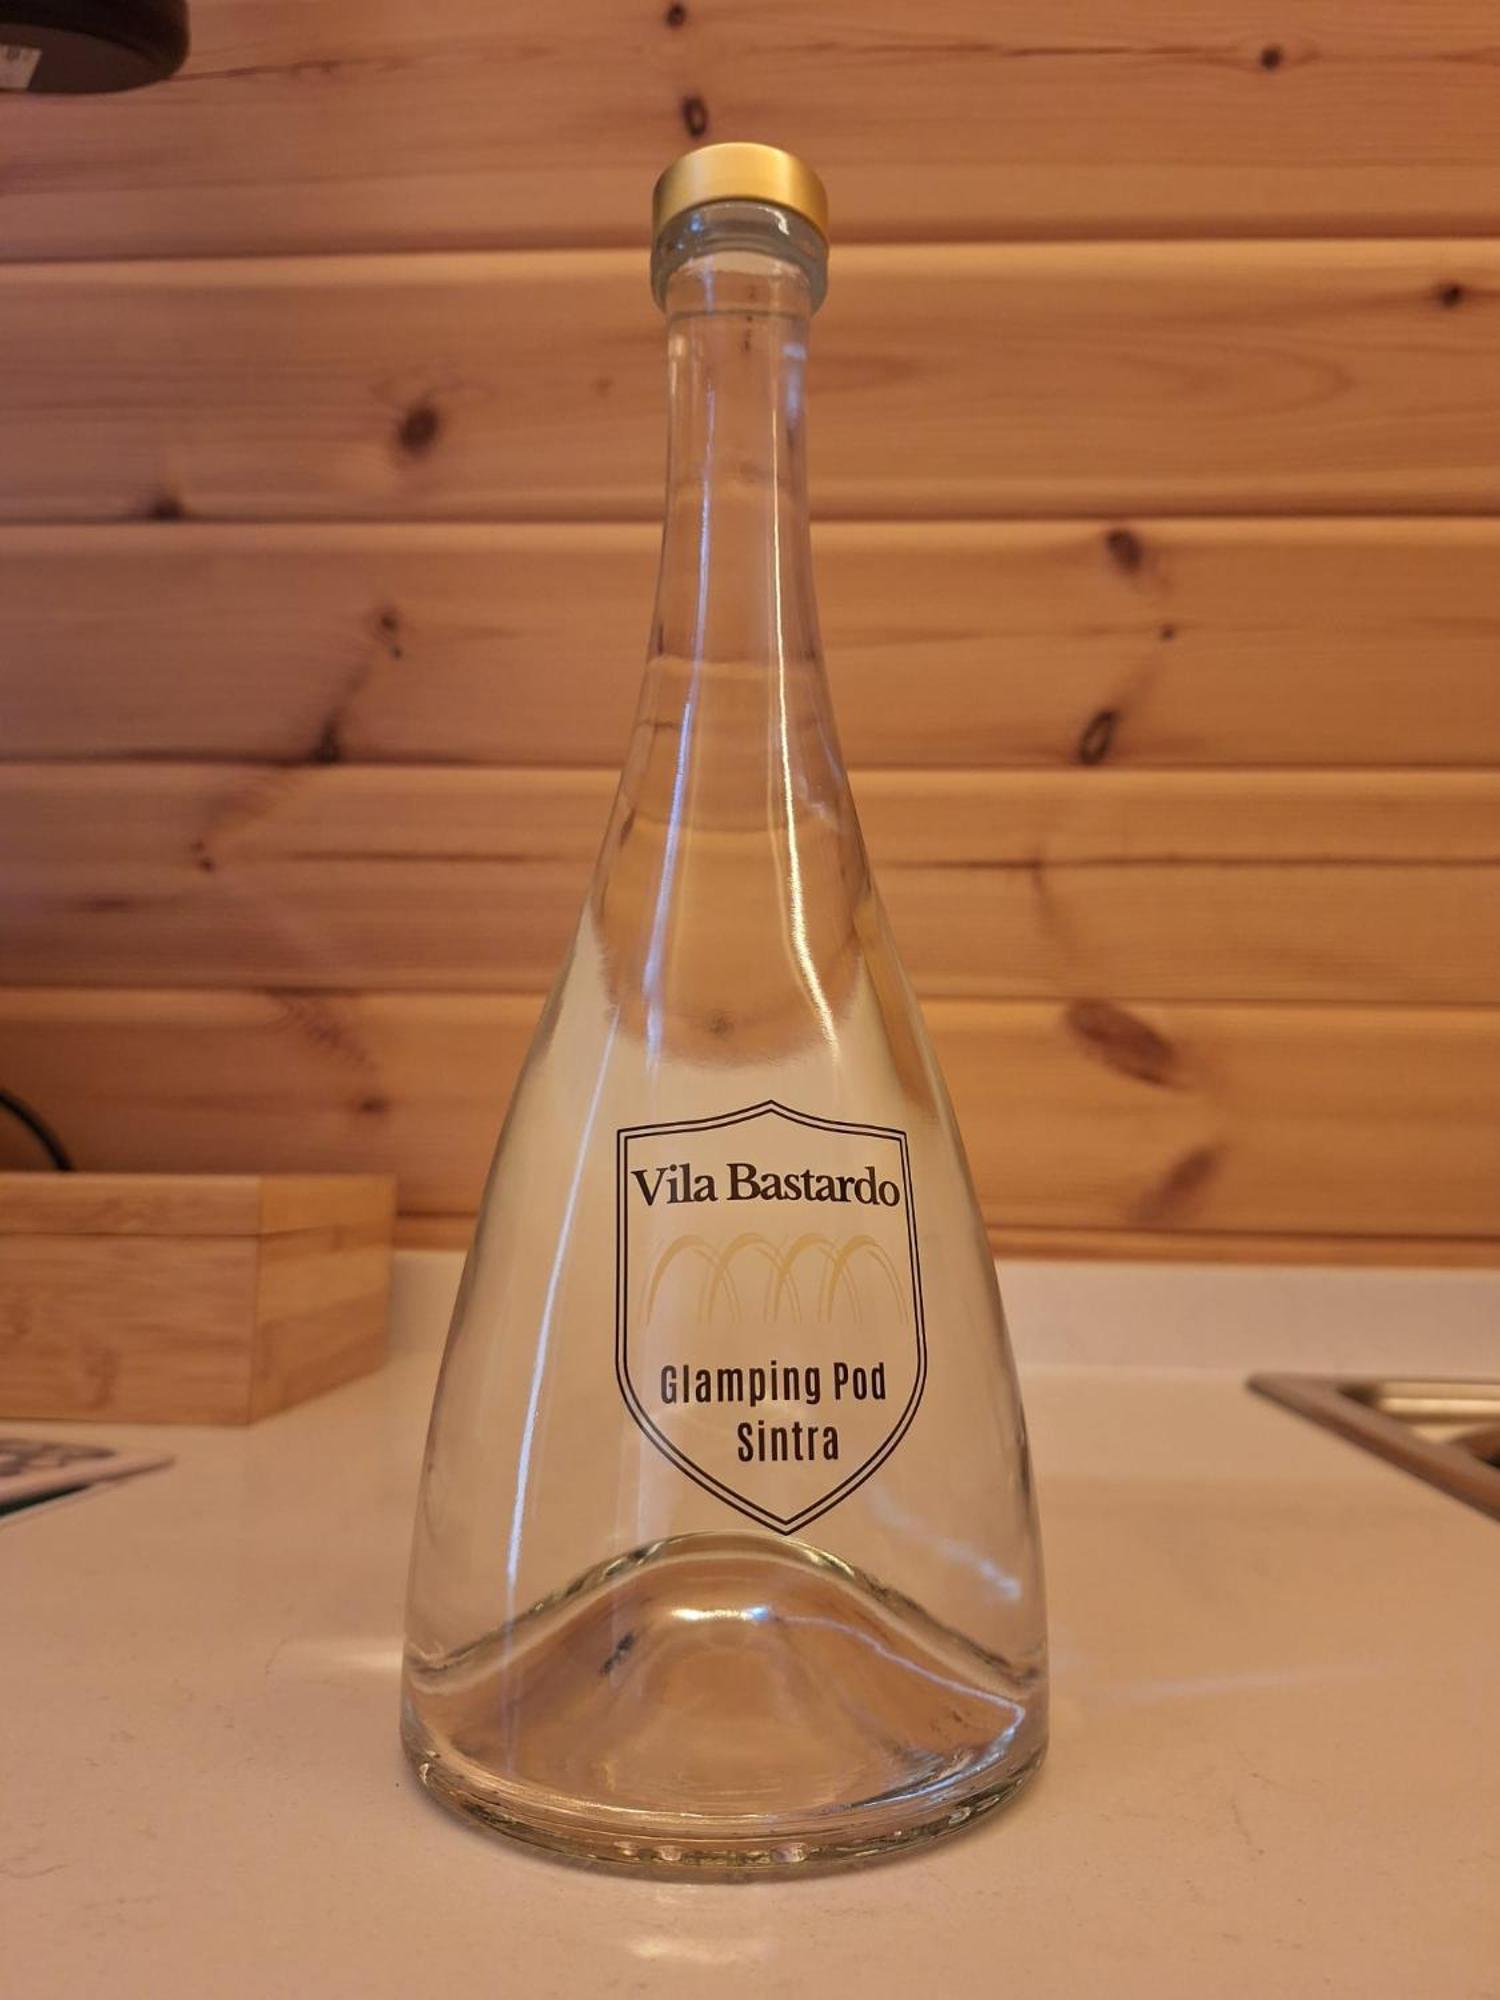 Vila Bastardo
Glamping Pod
Sintra